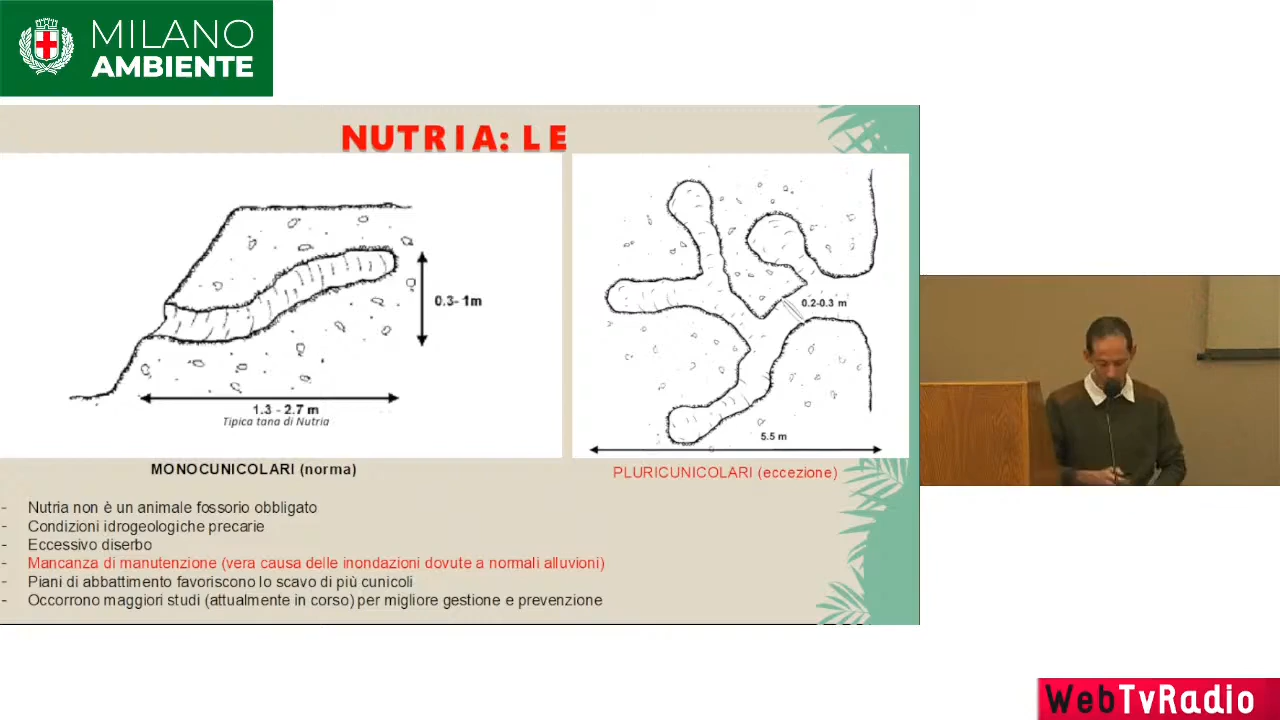 MILANO
AMBIENTE
NUTRIA: LE
0.3- 1m
1.3 - 2.7 m
Tipica tana di Nutria
0.2-0.3 m
5.5 m
MONOCUNICOLARI (norma)
PLURICUNICOLARI (eccezione)
- Nutria non è un animale fossorio obbligato
- Condizioni idrogeologiche precarie
- Eccessivo diserbo
- Mancanza di manutenzione (vera causa delle inondazioni dovute a normali alluvioni)
- Piani di abbattimento favoriscono lo scavo di più cunicoli
- Occorrono maggiori studi (attualmente in corso) per migliore gestione e prevenzione
WebTvRadio